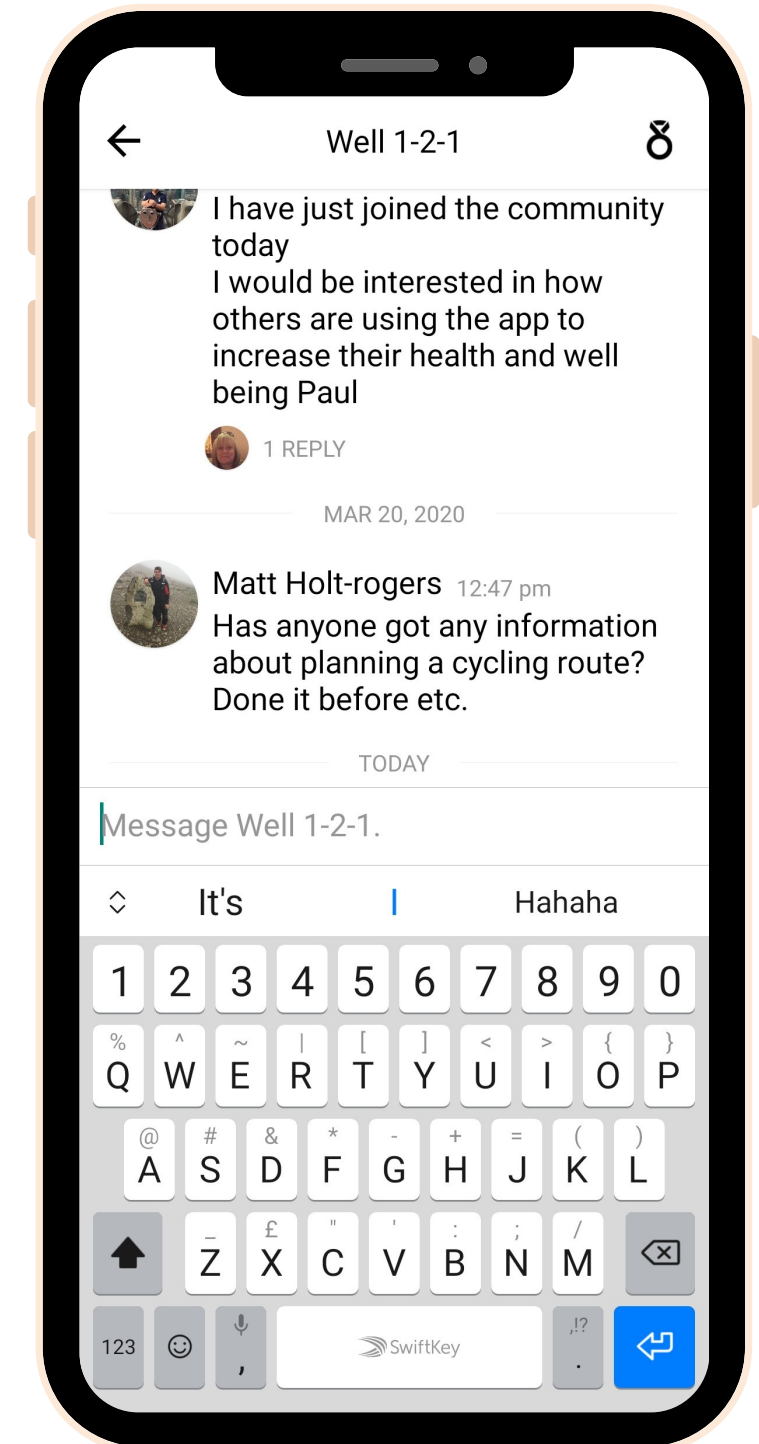 Well 1-2-1
I have just joined the community
today
I would be interested in how
others are using the app to
increase their health and well
being Paul
1 REPLY
MAR 20, 2020
Matt Holt-rogers 12:47 pm
Has anyone got any information
about planning a cycling route?
Done it before etc.
TODAY
Message Well 1-2-1.
It's I Hahaha
1 2 3 4 5 6 7 8 9 0
% ^ ~ | [ ] < > { }
Q W E R T Y U I O P
@ # & * - + = ( )
A S D F G H J K L
_ £ " ' : ; /
Z X C V B N M
,!?
123 , SwiftKey .